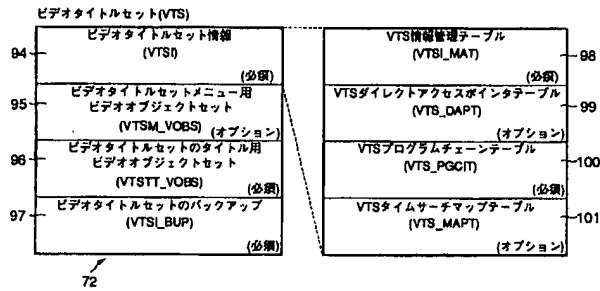 ビデオタイトルセット(VTS)
94
ビデオタイトルセット情報
(VTSI)
(必須)
95
ビデオタイトルセットメニュー用
ビデオオブジェクトセット
(VTSM_VOBS)
(オプション)
96
ビデオタイトルセットのタイトル用
ビデオオブジェクトセット
(VTSTT_VOBS)
(必須)
97
ビデオタイトルセットのバックアップ
(VTSI_BUP)
(必須)
72
VTS情報管理テーブル
(VTSI_MAT)
(必須)
98
VTSダイレクトアクセスポインタテーブル
(VTS_DAPT)
(オプション)
99
VTSプログラムチェーンテーブル
(VTS_PGCIT)
(必須)
100
VTSタイムサーチマップテーブル
(VTS_MAPT)
(オプション)
101